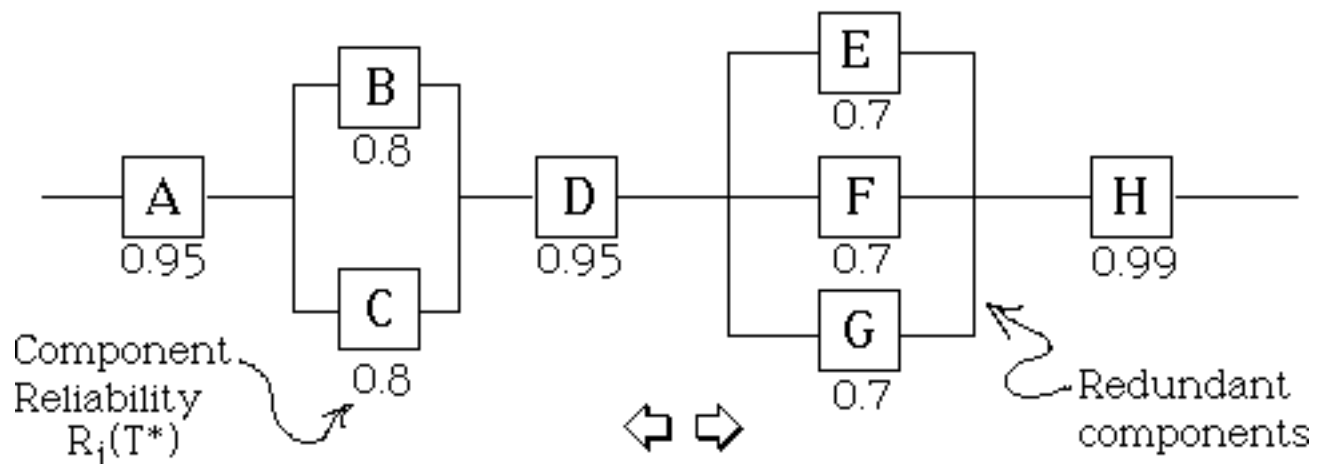 E
0.7
B
0.8
A
0.95
D
0.95
F
0.7
H
0.99
C
0.8
G
0.7
Component
Reliability
Ri(T*)
Redundant
components